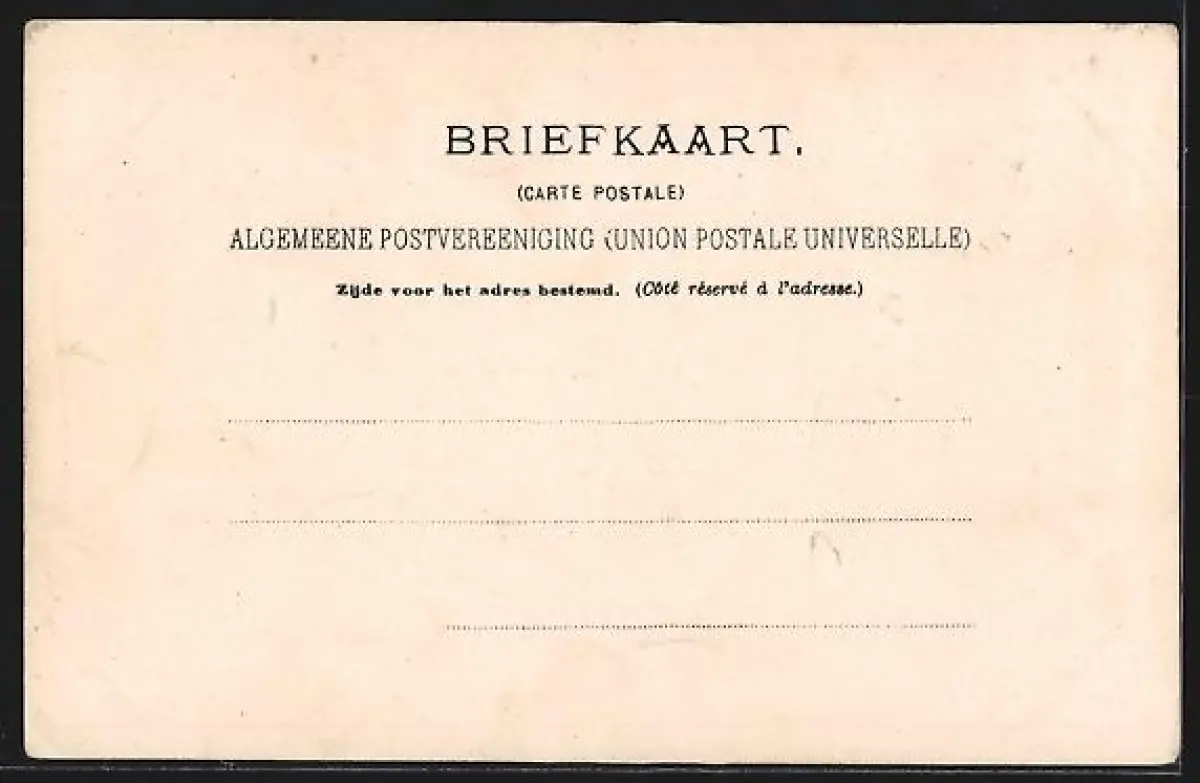 BRIEFKAART.
(CARTE POSTALE)
ALGEMEENE POSTVEREENIGING (UNION POSTALE UNIVERSELLE)
Zijde voor het adres bestemd. (Côté réservé à l'adresse.)